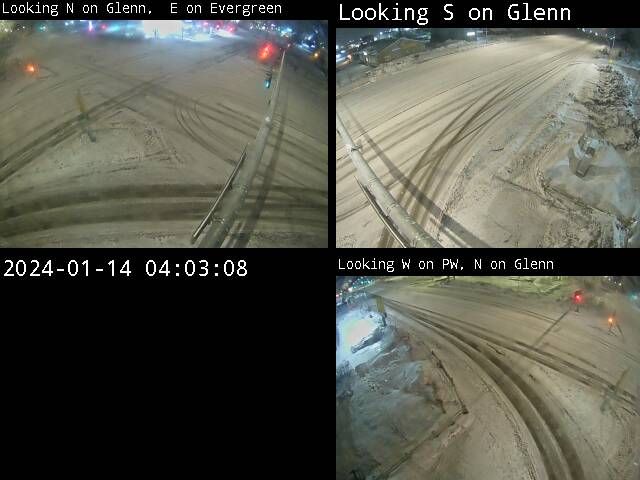 Looking N on Glenn, E on Evergreen
Looking S on Glenn
2024-01-14 04:03:08
Looking W on PW, N on Glenn